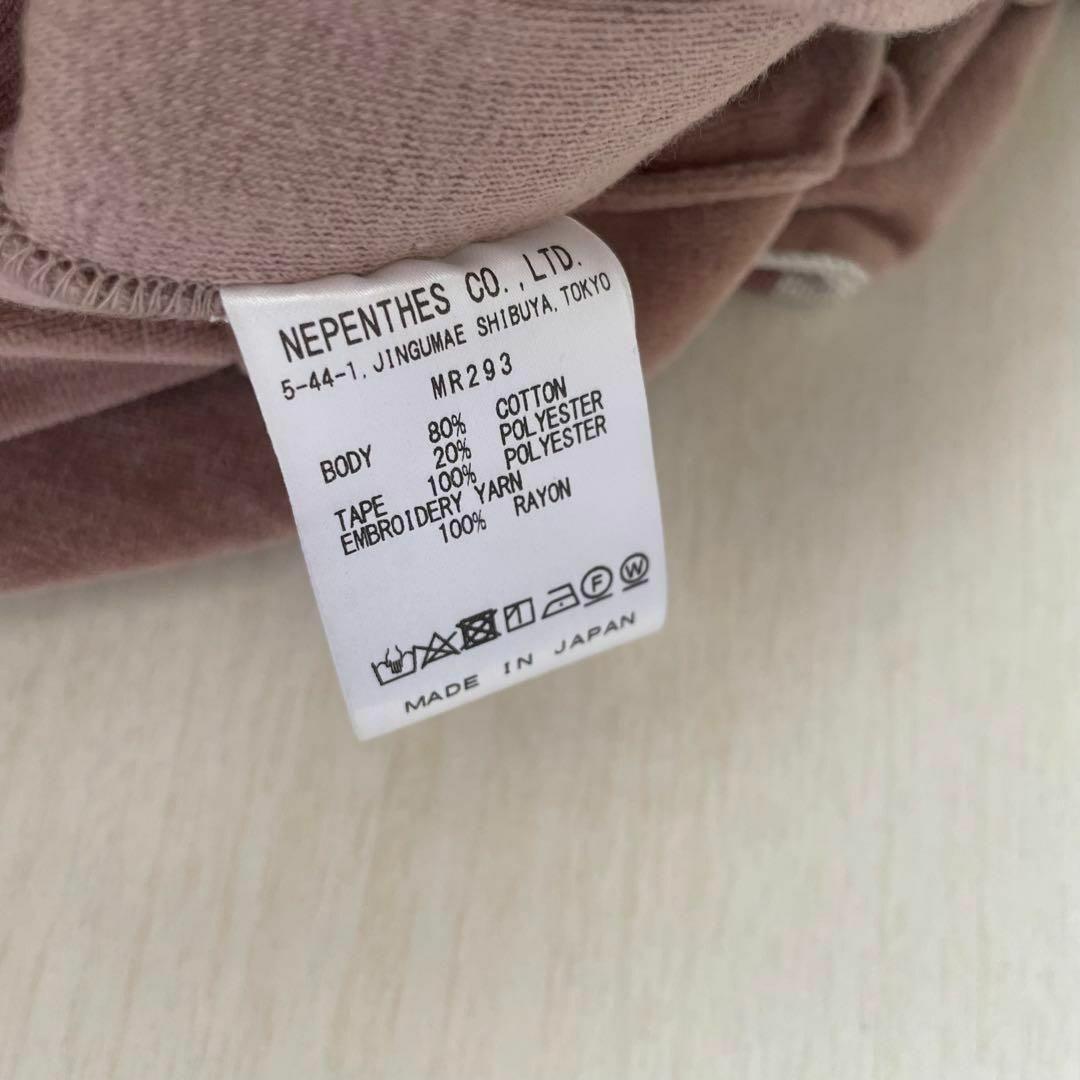 NEPENTHES CO.,LTD.
5-44-1,JINGUMAE SHIBUYA,TOKYO
MR293
BODY 80% COTTON
20% POLYESTER
TAPE 100% POLYESTER
EMBROIDERY YARN
100% RAYON
F W
MADE IN JAPAN